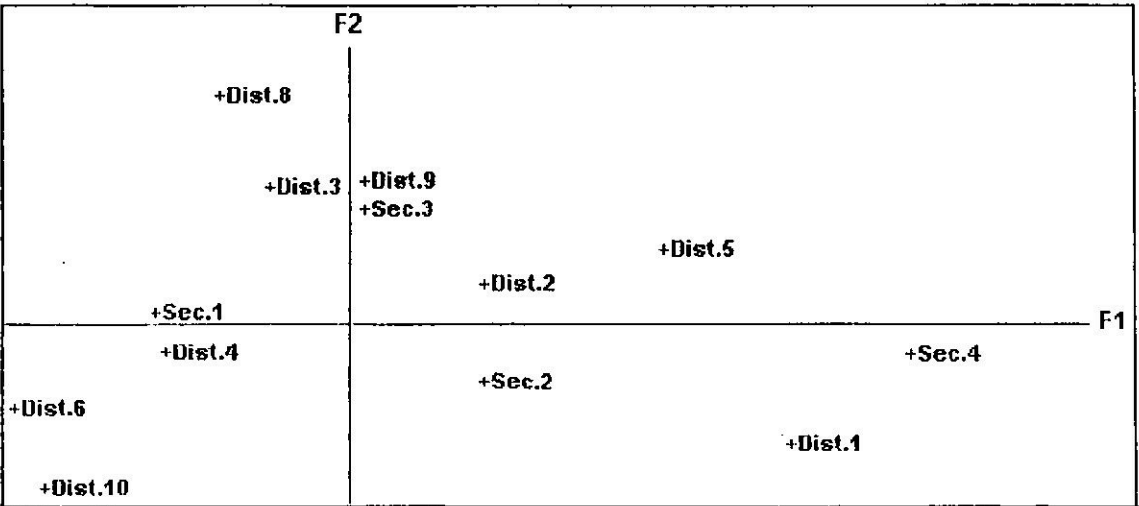 F2
+Dist.8
+Dist.3 +Dist.9
+Sec.3
+Dist.5
+Dist.2
+Sec.1
F1
+Dist.4 +Sec.4
+Sec.2
+Dist.6
+Dist.1
+Dist.10